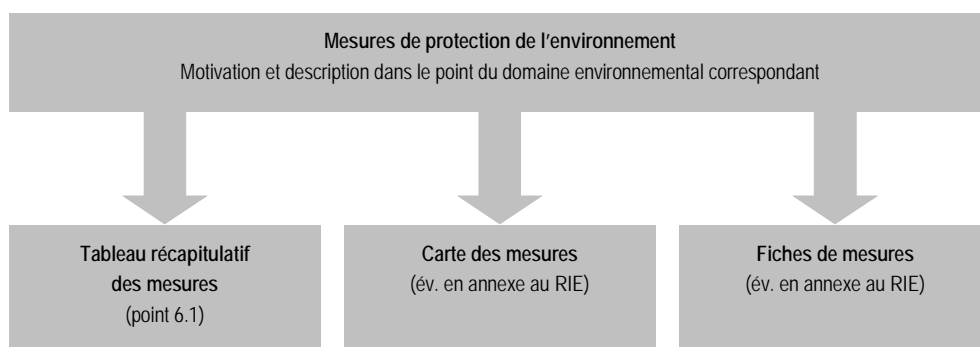 Mesures de protection de l'environnement
Motivation et description dans le point du domaine environnemental correspondant
Tableau récapitulatif
des mesures
(point 6.1)
Carte des mesures
(év. en annexe au RIE)
Fiches de mesures
(év. en annexe au RIE)